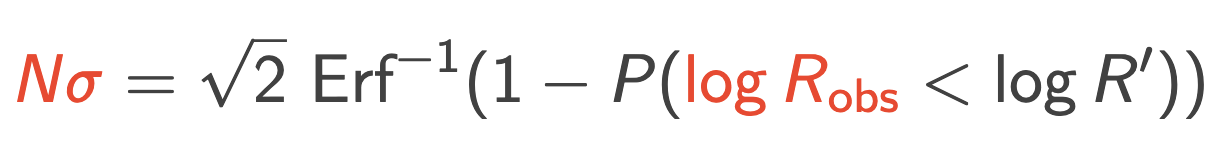 Nσ = √2 Erf⁻¹(1 − P(log R_obs < log R′))